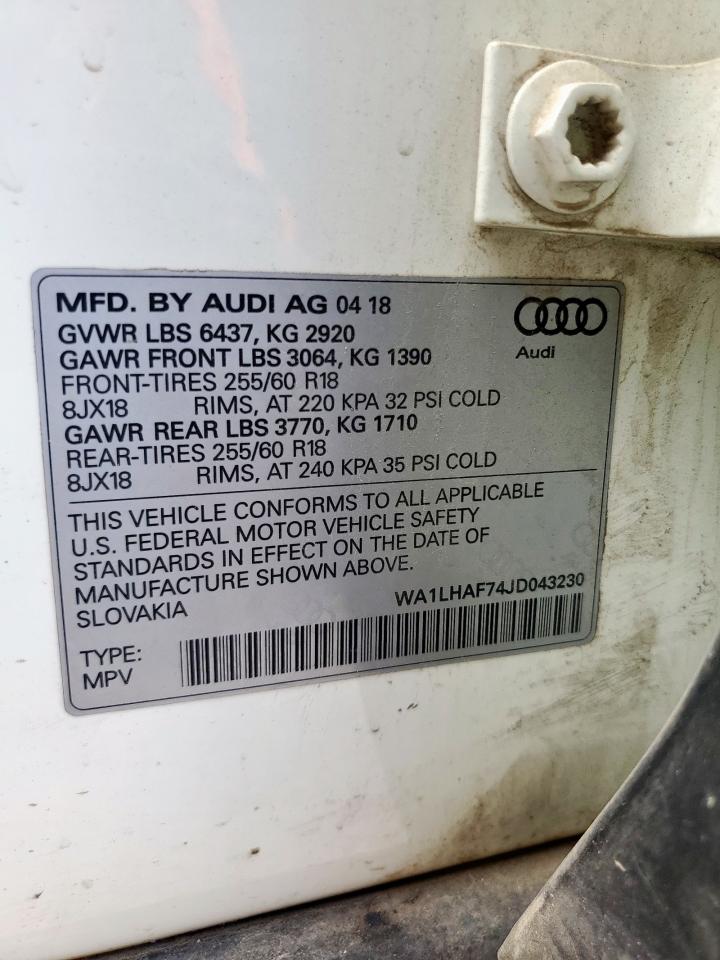 MFD. BY AUDI AG 04 18
Audi
GVWR LBS 6437, KG 2920
GAWR FRONT LBS 3064, KG 1390
FRONT-TIRES 255/60 R18
8JX18 RIMS, AT 220 KPA 32 PSI COLD
GAWR REAR LBS 3770, KG 1710
REAR-TIRES 255/60 R18
8JX18 RIMS, AT 240 KPA 35 PSI COLD
THIS VEHICLE CONFORMS TO ALL APPLICABLE
U.S. FEDERAL MOTOR VEHICLE SAFETY
STANDARDS IN EFFECT ON THE DATE OF
MANUFACTURE SHOWN ABOVE.
SLOVAKIA WA1LHAF74JD043230
TYPE:
MPV